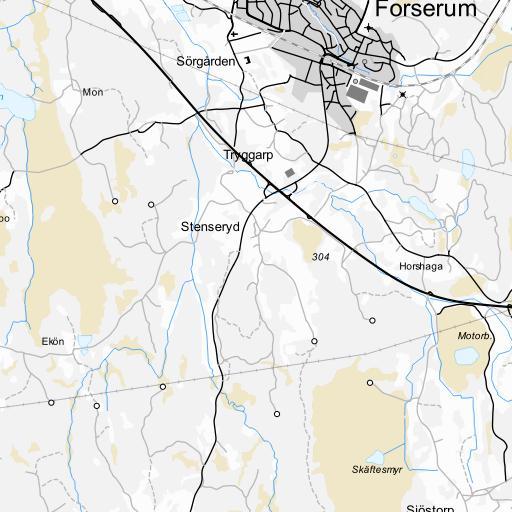 Forserum
Sörgården
Mon
Tryggarp
Stenseryd
304
Horshaga
Motorb.
Ekön
Skäftesmyr
Sjöstorp